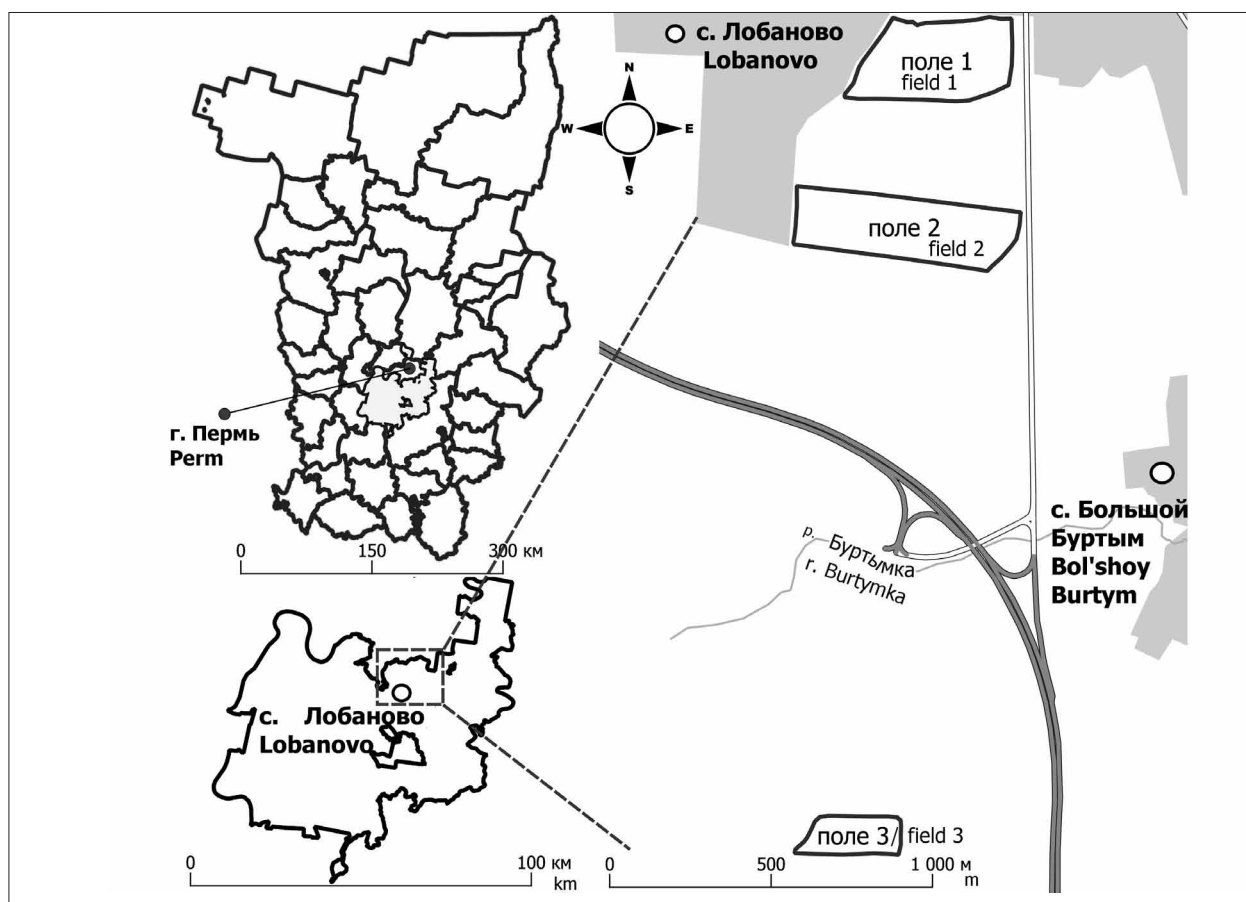 с. Лобаново
Lobanovo
поле 1
field 1
N
W
E
S
поле 2
field 2
г. Пермь
Perm
0 150 300 км
с. Большой
Буртым
Bol'shoy
Burtym
р. Буртымка
r. Burtymka
с. Лобаново
Lobanovo
поле 3/ field 3
0 100 км
km
0 500 1 000 м
m